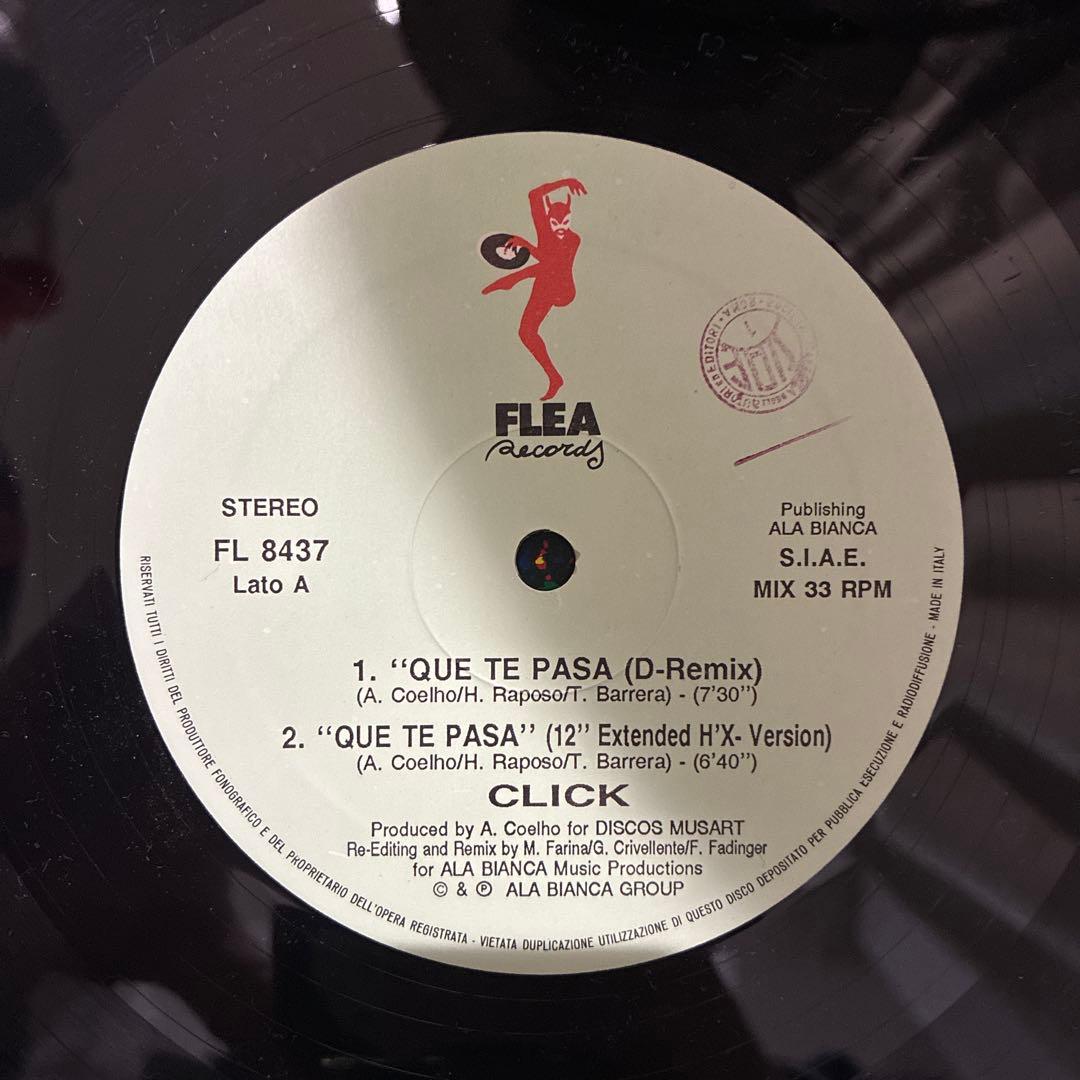 FLEA
Records
STEREO
FL 8437
Lato A
Publishing
ALA BIANCA
S.I.A.E.
MIX 33 RPM
1. “QUE TE PASA (D-Remix)
(A. Coelho/H. Raposo/T. Barrera) - (7’30”)
2. “QUE TE PASA” (12” Extended H’X- Version)
(A. Coelho/H. Raposo/T. Barrera) - (6’40”)
CLICK
Produced by A. Coelho for DISCOS MUSART
Re-Editing and Remix by M. Farina/G. Crivellente/F. Fadinger
for ALA BIANCA Music Productions
© & ℗ ALA BIANCA GROUP
RISERVATI TUTTI I DIRITTI DEL PRODUTTORE FONOGRAFICO E DEL PROPRIETARIO DELL'OPERA REGISTRATA - VIETATA DUPLICAZIONE UTILIZZAZIONE DI QUESTO DISCO DEPOSITATO PER PUBBLICA ESECUZIONE E RADIODIFFUSIONE - MADE IN ITALY
AUTORI ED EDITORI · ROMA